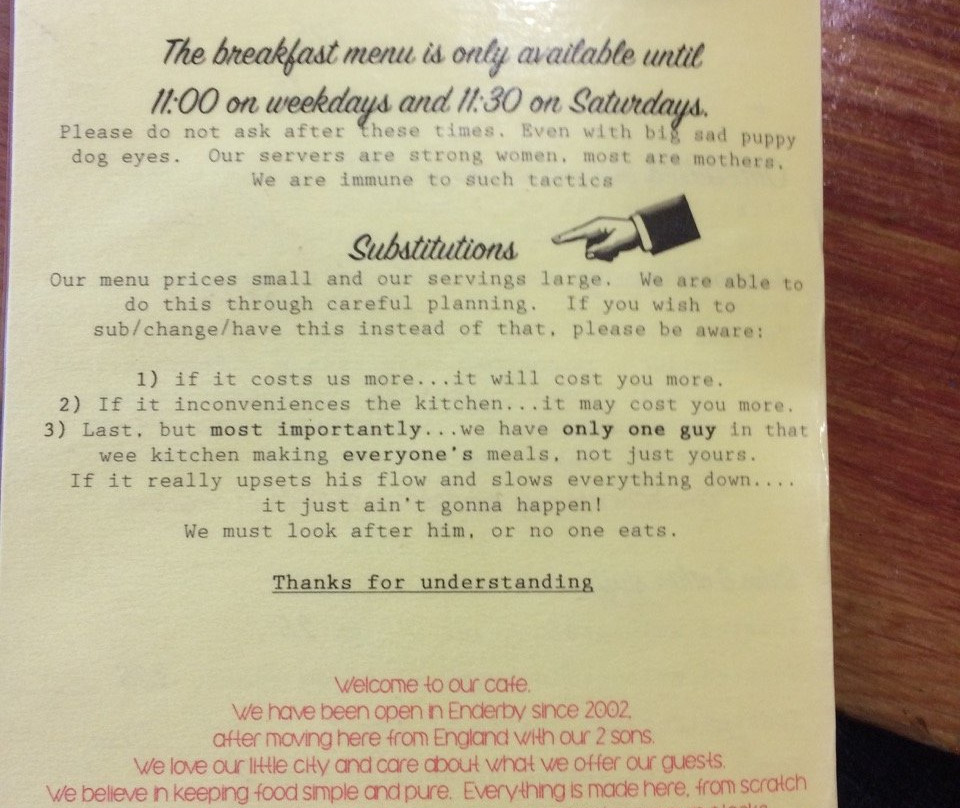 The breakfast menu is only available until
11:00 on weekdays and 11:30 on Saturdays.
Please do not ask after these times. Even with big sad puppy
dog eyes. Our servers are strong women, most are mothers.
We are immune to such tactics
Substitutions
Our menu prices small and our servings large. We are able to
do this through careful planning. If you wish to
sub/change/have this instead of that, please be aware:
1) if it costs us more...it will cost you more.
2) If it inconveniences the kitchen...it may cost you more.
3) Last, but most importantly...we have only one guy in that
wee kitchen making everyone's meals, not just yours.
If it really upsets his flow and slows everything down....
it just ain't gonna happen!
We must look after him, or no one eats.
Thanks for understanding
Welcome to our cafe.
We have been open in Enderby since 2002,
after moving here from England with our 2 sons.
We love our little city and care about what we offer our guests.
We believe in keeping food simple and pure. Everything is made here, from scratch